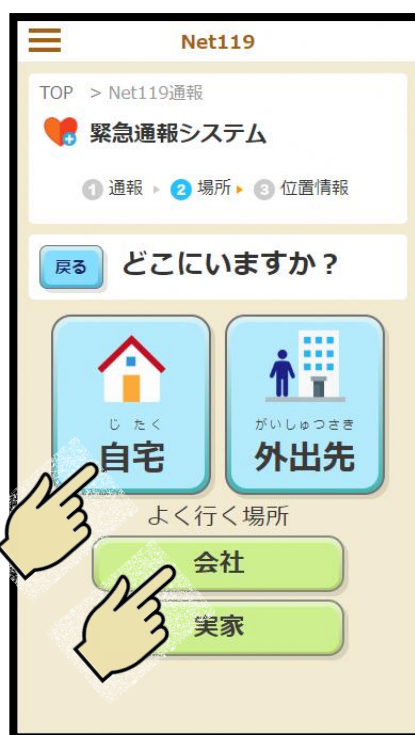 Net119
TOP > Net119通報
緊急通報システム
1 通報 ▸ 2 場所 ▸ 3 位置情報
戻る どこにいますか？
じたく がいしゅつさき
自宅 外出先
よく行く場所
会社
実家